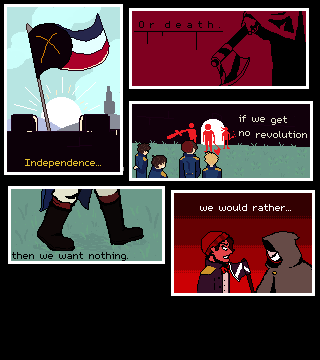 Independence...
Or death.
if we get
no revolution
then we want nothing.
we would rather...